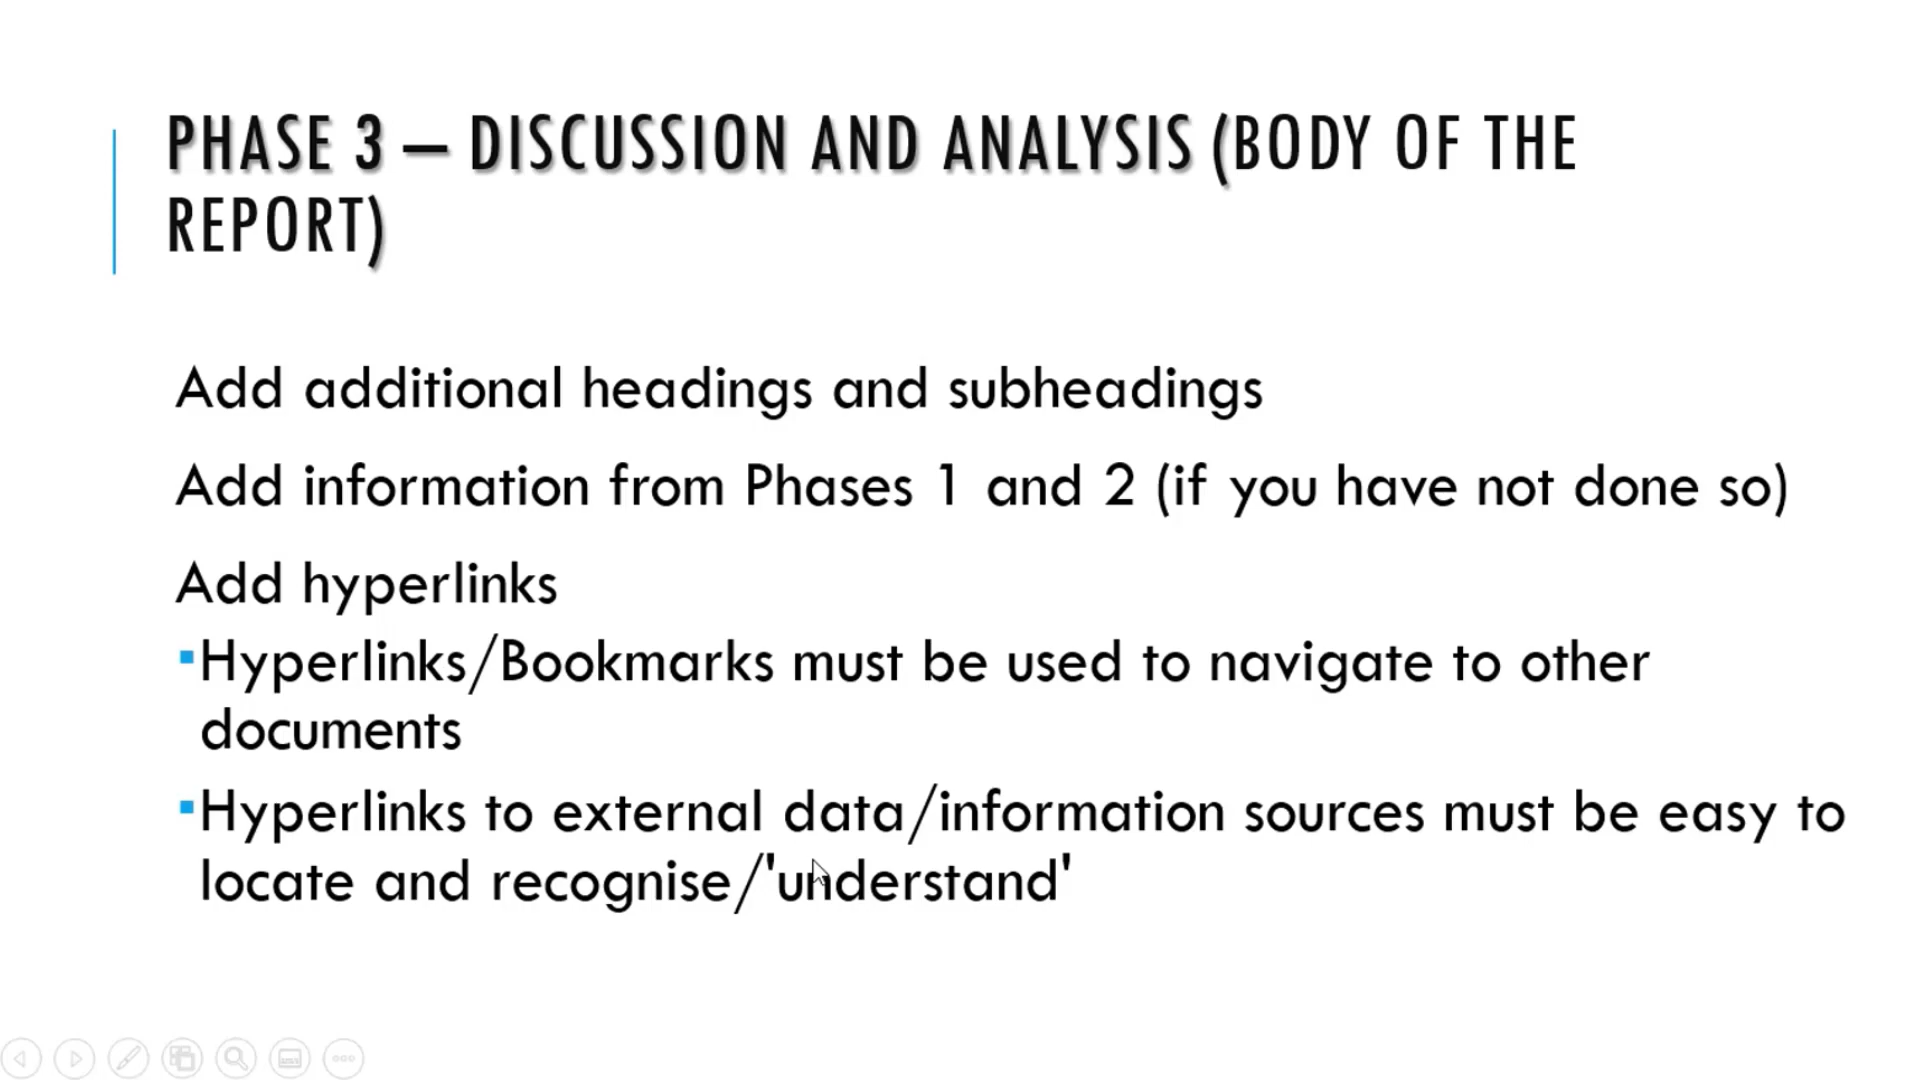 PHASE 3 – DISCUSSION AND ANALYSIS (BODY OF THE
REPORT)
Add additional headings and subheadings
Add information from Phases 1 and 2 (if you have not done so)
Add hyperlinks
▪Hyperlinks/Bookmarks must be used to navigate to other
documents
▪Hyperlinks to external data/information sources must be easy to
locate and recognise/'understand'